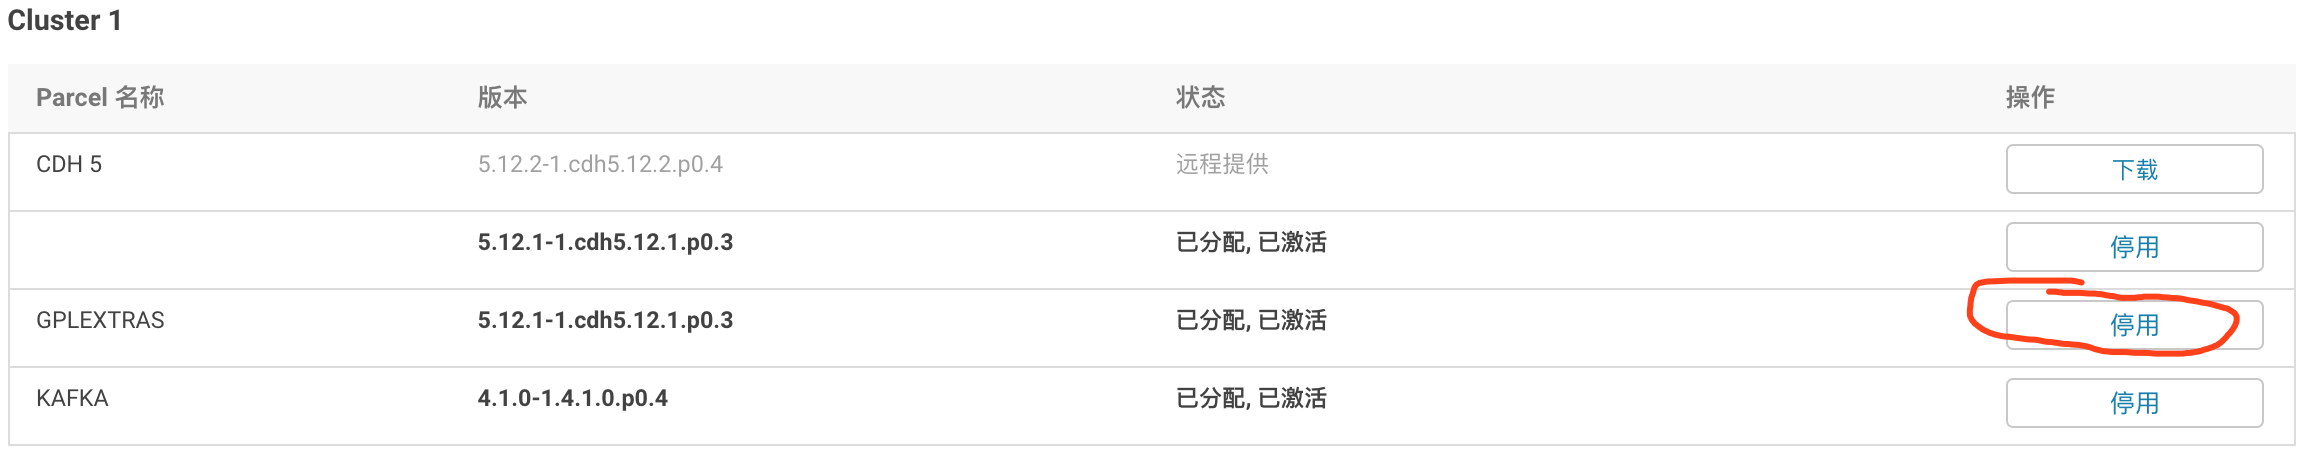 Cluster 1
Parcel 名称 版本 状态 操作
CDH 5 5.12.2-1.cdh5.12.2.p0.4 远程提供 下载
5.12.1-1.cdh5.12.1.p0.3 已分配, 已激活 停用
GPLEXTRAS 5.12.1-1.cdh5.12.1.p0.3 已分配, 已激活 停用
KAFKA 4.1.0-1.4.1.0.p0.4 已分配, 已激活 停用